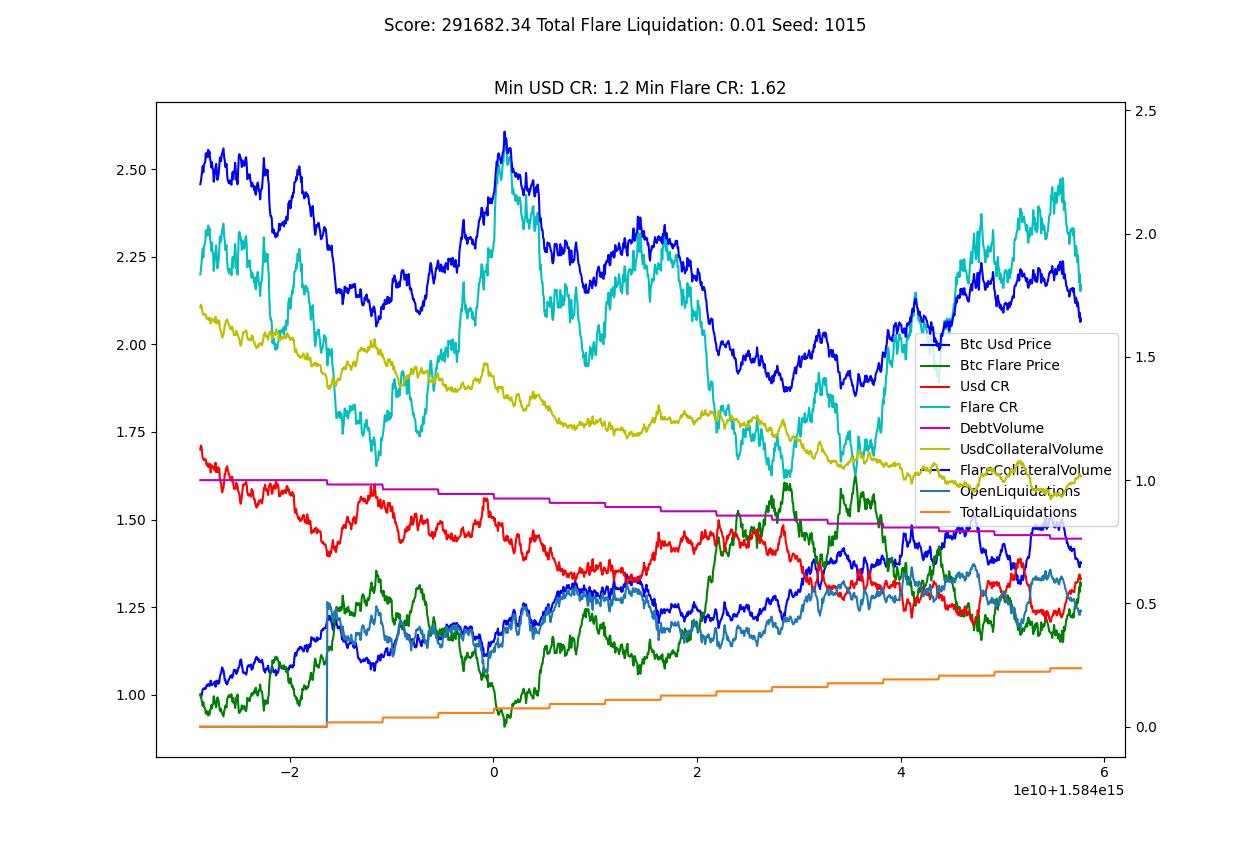 Score: 291682.34 Total Flare Liquidation: 0.01 Seed: 1015
Min USD CR: 1.2 Min Flare CR: 1.62
2.50
2.25
2.00
1.75
1.50
1.25
1.00
2.5
2.0
1.5
1.0
0.5
0.0
Btc Usd Price
Btc Flare Price
Usd CR
Flare CR
DebtVolume
UsdCollateralVolume
FlareCollateralVolume
OpenLiquidations
TotalLiquidations
−2 0 2 4 6
1e10+1.584e15